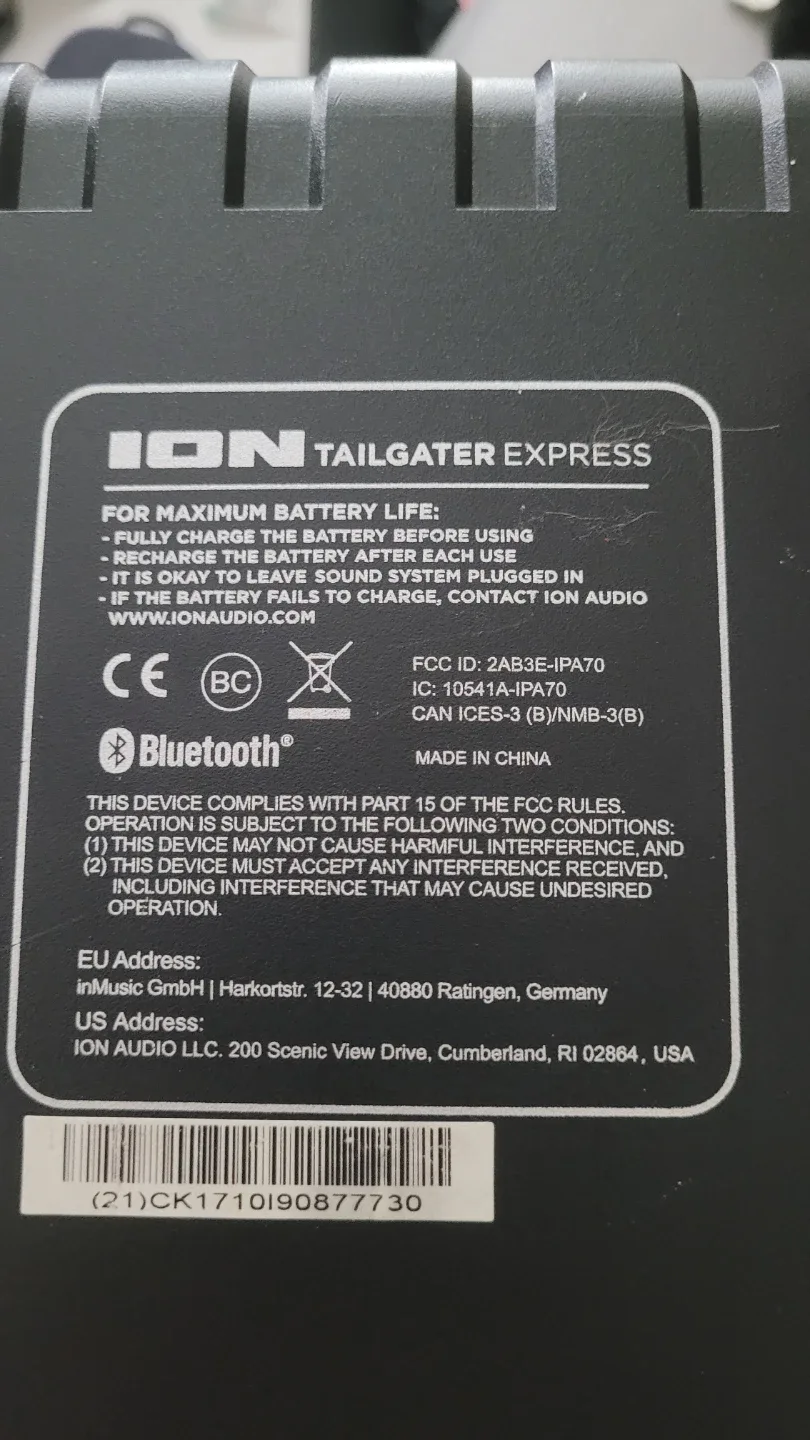 ION TAILGATER EXPRESS
FOR MAXIMUM BATTERY LIFE:
- FULLY CHARGE THE BATTERY BEFORE USING
- RECHARGE THE BATTERY AFTER EACH USE
- IT IS OKAY TO LEAVE SOUND SYSTEM PLUGGED IN
- IF THE BATTERY FAILS TO CHARGE, CONTACT ION AUDIO
WWW.IONAUDIO.COM
CE BC
FCC ID: 2AB3E-IPA70
IC: 10541A-IPA70
CAN ICES-3 (B)/NMB-3(B)
Bluetooth®
MADE IN CHINA
THIS DEVICE COMPLIES WITH PART 15 OF THE FCC RULES.
OPERATION IS SUBJECT TO THE FOLLOWING TWO CONDITIONS:
(1) THIS DEVICE MAY NOT CAUSE HARMFUL INTERFERENCE, AND
(2) THIS DEVICE MUST ACCEPT ANY INTERFERENCE RECEIVED,
INCLUDING INTERFERENCE THAT MAY CAUSE UNDESIRED
OPERATION.
EU Address:
inMusic GmbH | Harkortstr. 12-32 | 40880 Ratingen, Germany
US Address:
ION AUDIO LLC. 200 Scenic View Drive, Cumberland, RI 02864, USA
(21)CK1710I90877730